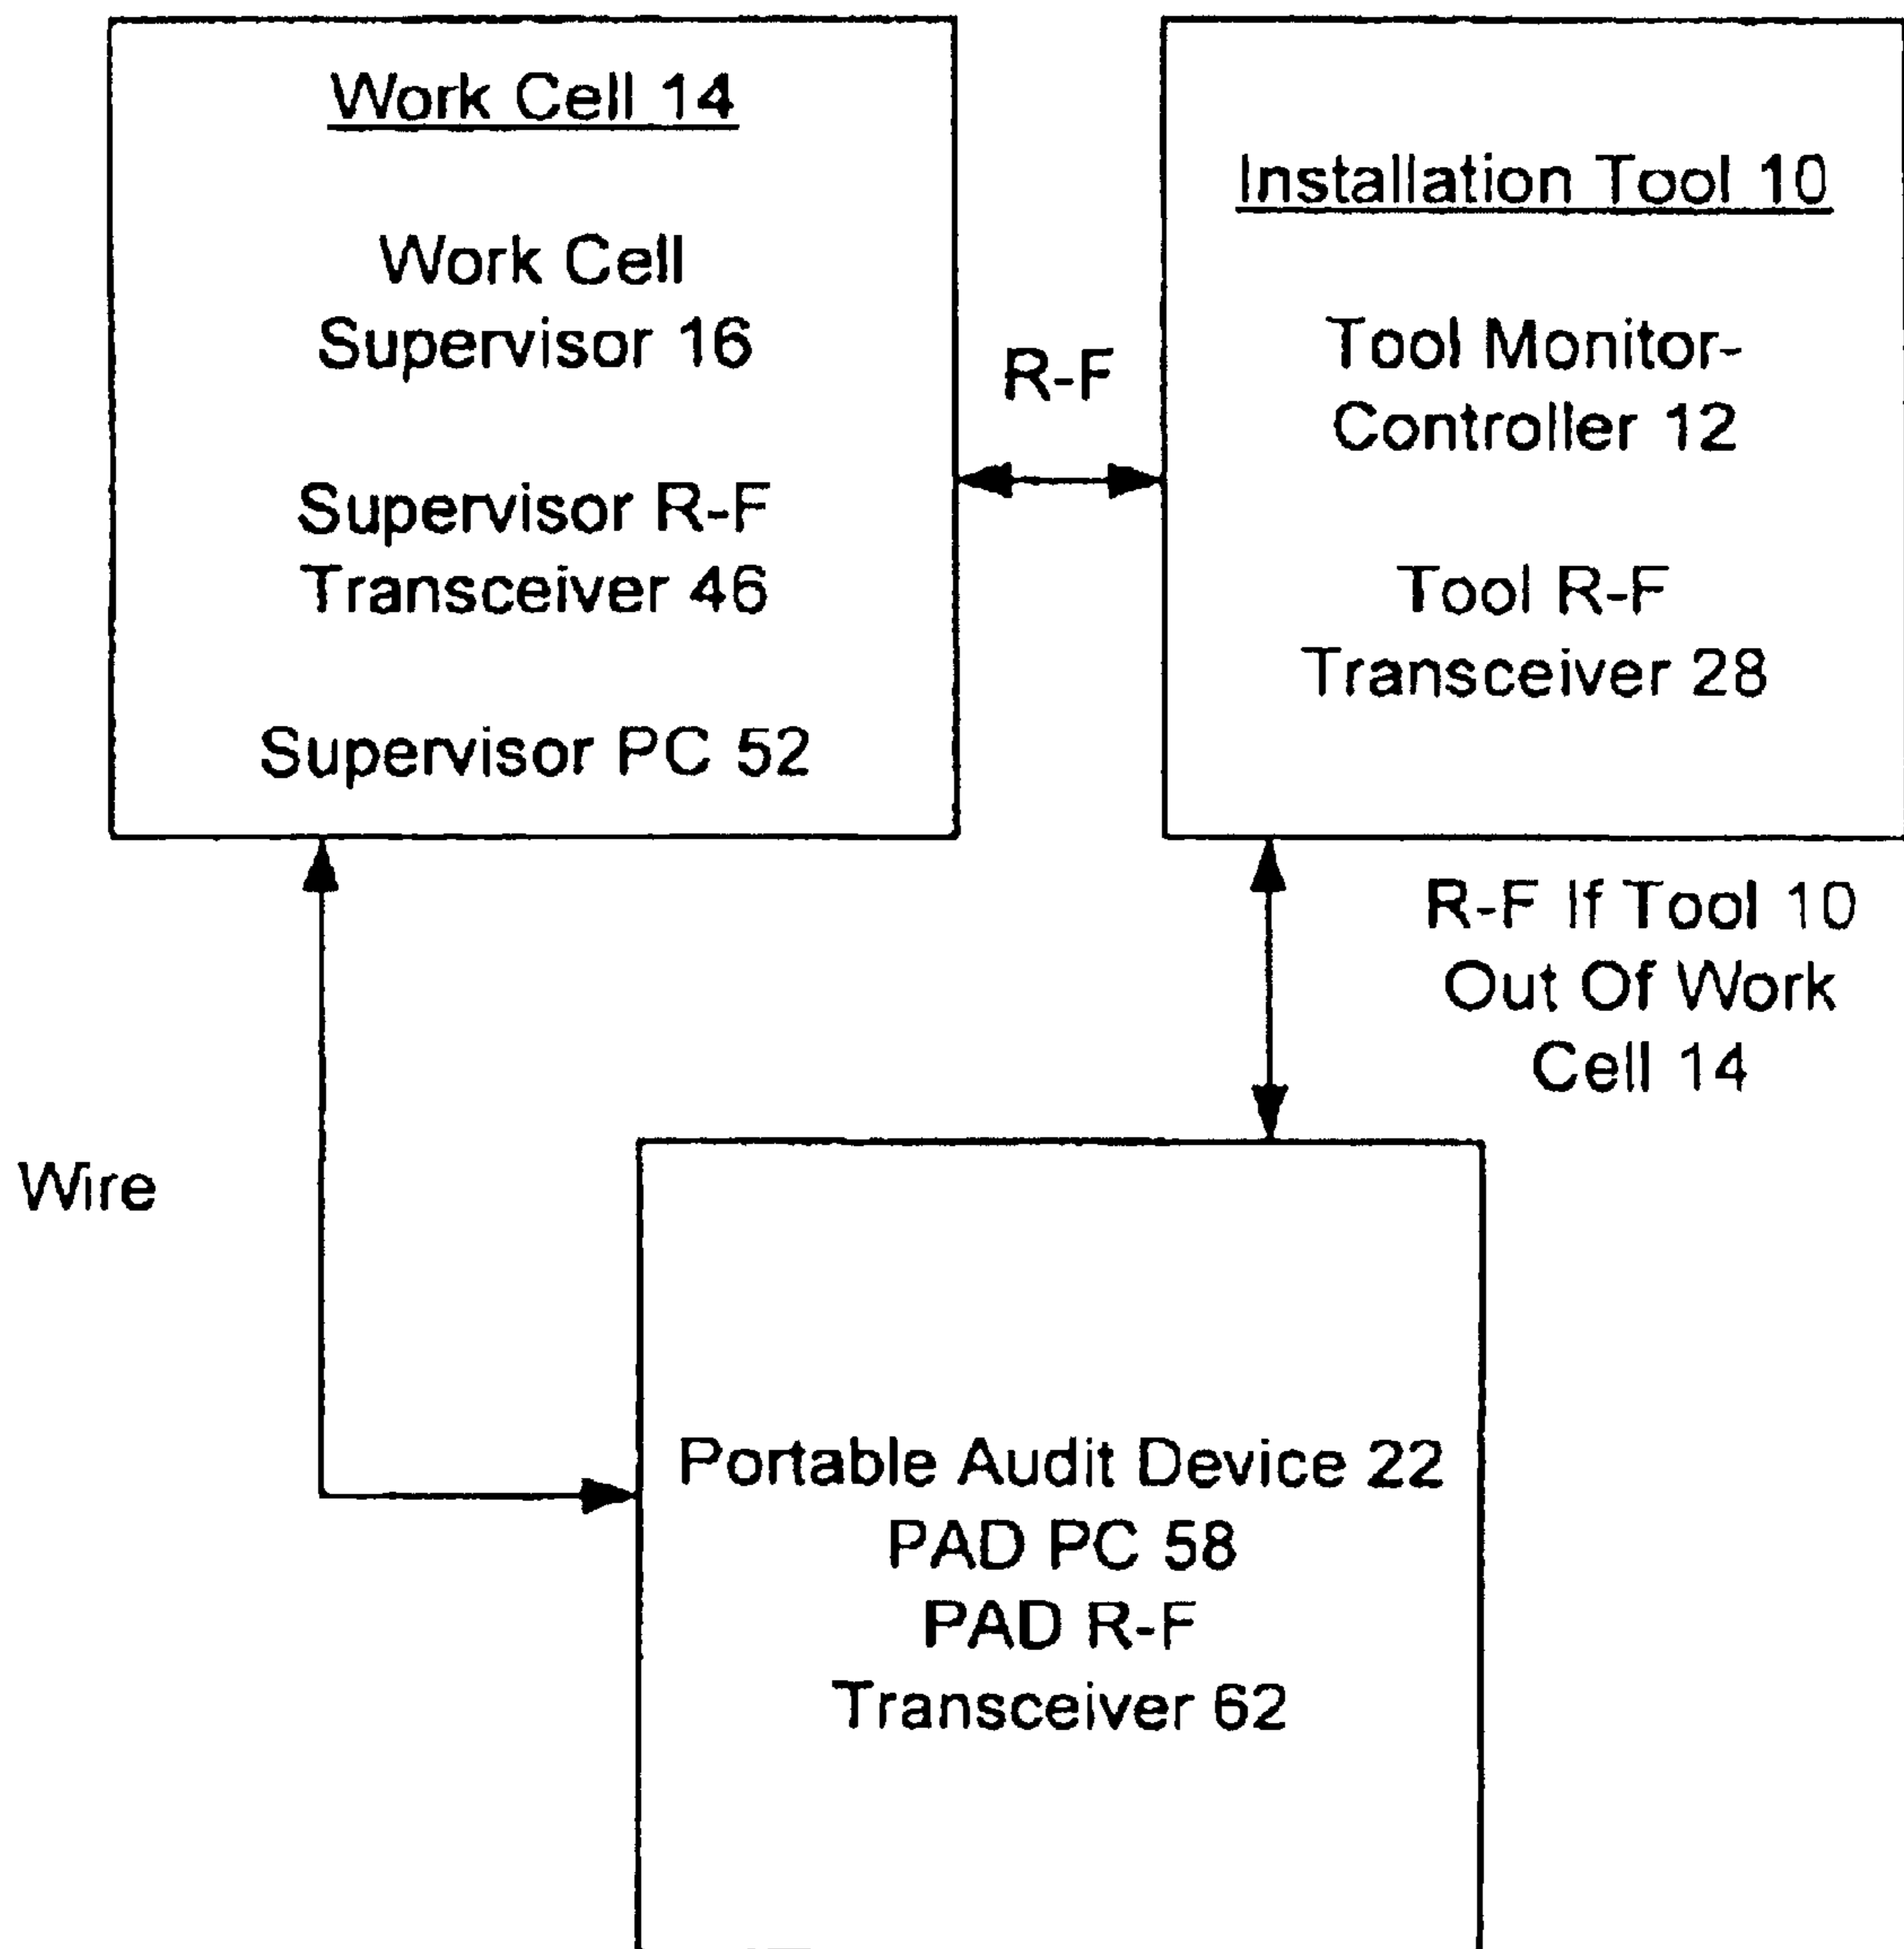 Work Cell 14
Work Cell
Supervisor 16
Supervisor R-F
Transceiver 46
Supervisor PC 52
R-F
Installation Tool 10
Tool Monitor-
Controller 12
Tool R-F
Transceiver 28
R-F If Tool 10
Out Of Work
Cell 14
Wire
Portable Audit Device 22
PAD PC 58
PAD R-F
Transceiver 62